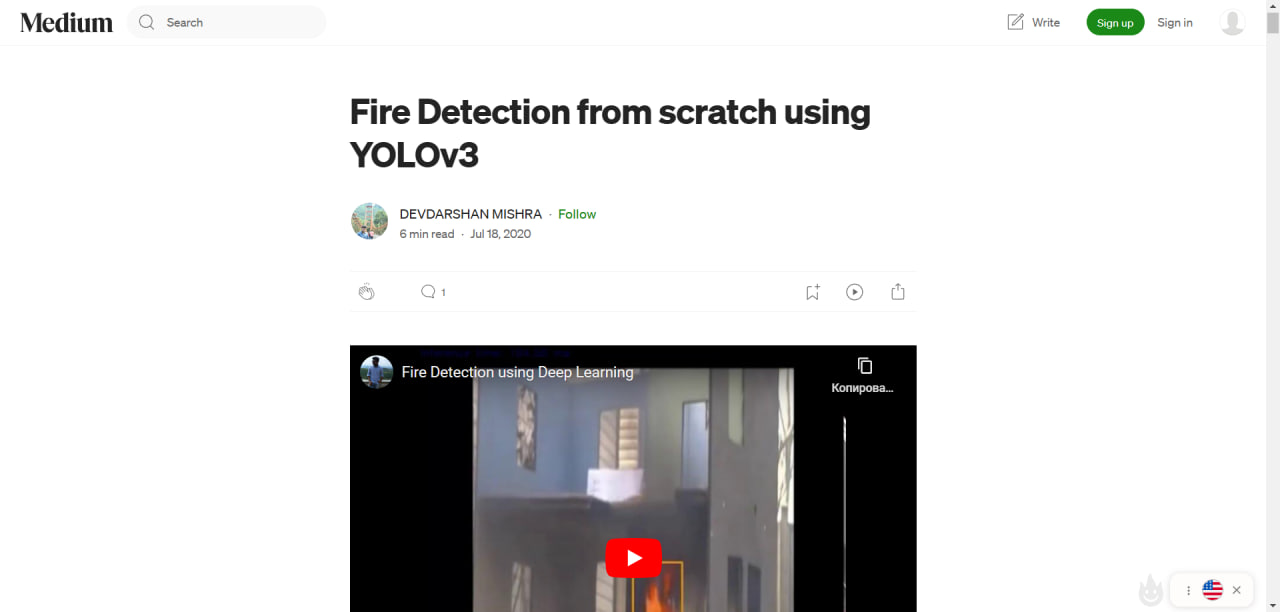 Medium
Search
Write
Sign up
Sign in
Fire Detection from scratch using
YOLOv3
DEVDARSHAN MISHRA · Follow
6 min read · Jul 18, 2020
1
Fire Detection using Deep Learning
Копирова...